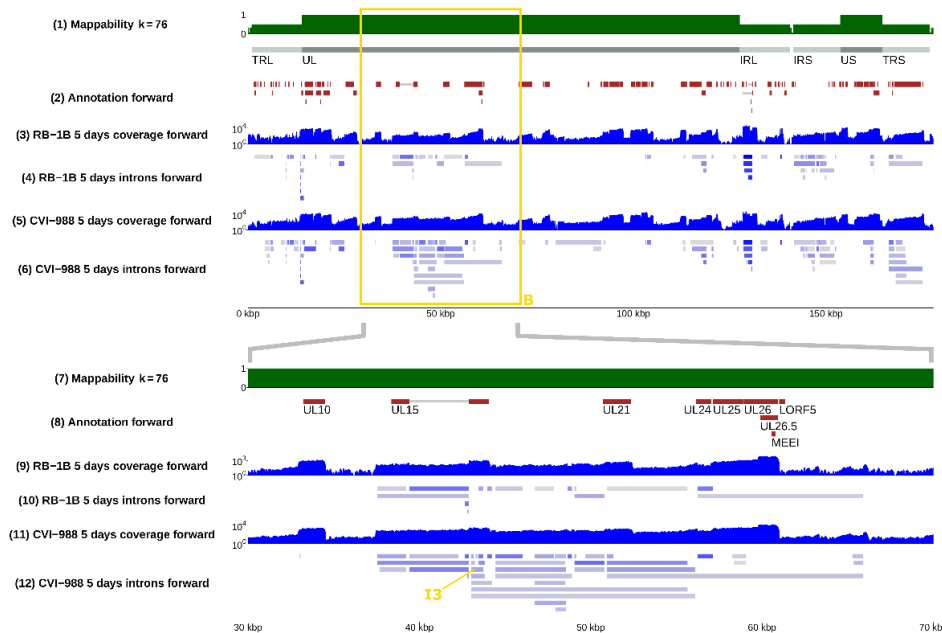 (1) Mappability k=76
1
0
TRL UL IRL IRS US TRS
(2) Annotation forward
(3) RB−1B 5 days coverage forward
10⁴
10⁰
(4) RB−1B 5 days introns forward
(5) CVI−988 5 days coverage forward
10⁴
10⁰
(6) CVI−988 5 days introns forward
B
0 kbp 50 kbp 100 kbp 150 kbp
(7) Mappability k=76
1
0
(8) Annotation forward
UL10 UL15 UL21 UL24 UL25 UL26 LORF5
UL26.5
MEEI
(9) RB−1B 5 days coverage forward
10³
10⁰
(10) RB−1B 5 days introns forward
(11) CVI−988 5 days coverage forward
10⁴
10⁰
(12) CVI−988 5 days introns forward
I3
30 kbp 40 kbp 50 kbp 60 kbp 70 kb